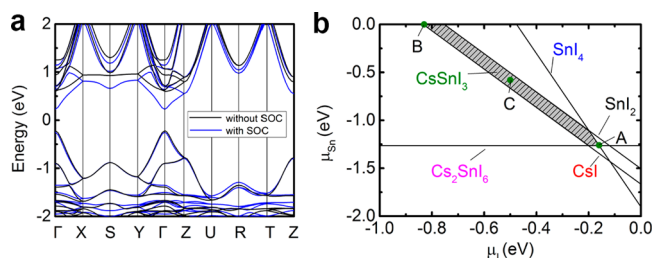 a
Energy (eV)
2
1
0
-1
-2
without SOC
with SOC
Γ X S Y Γ Z U R T Z
b
μSn (eV)
0.0
-0.5
-1.0
-1.5
-2.0
B
SnI4
CsSnI3
C
SnI2
A
Cs2SnI6
CsI
-1.0 -0.8 -0.6 -0.4 -0.2 0.0
μI (eV)